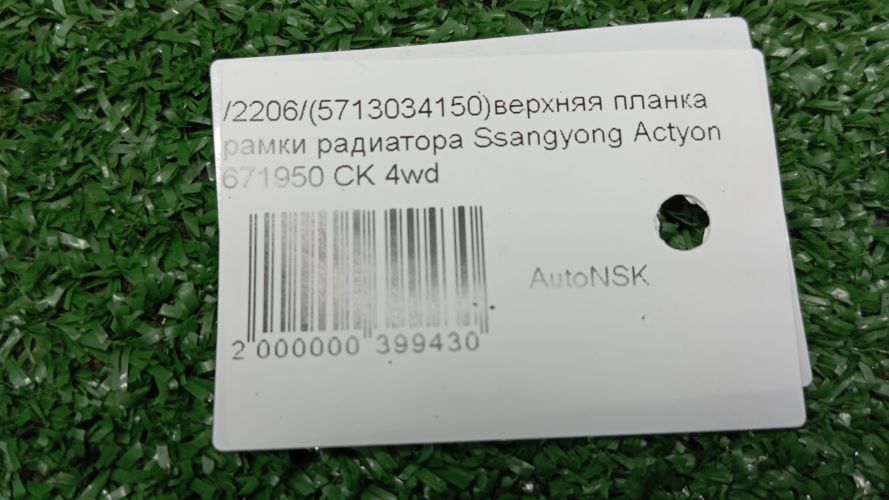 /2206/(5713034150)верхняя планка
рамки радиатора Ssangyong Actyon
671950 CK 4wd
AutoNSK
2 000000 399430